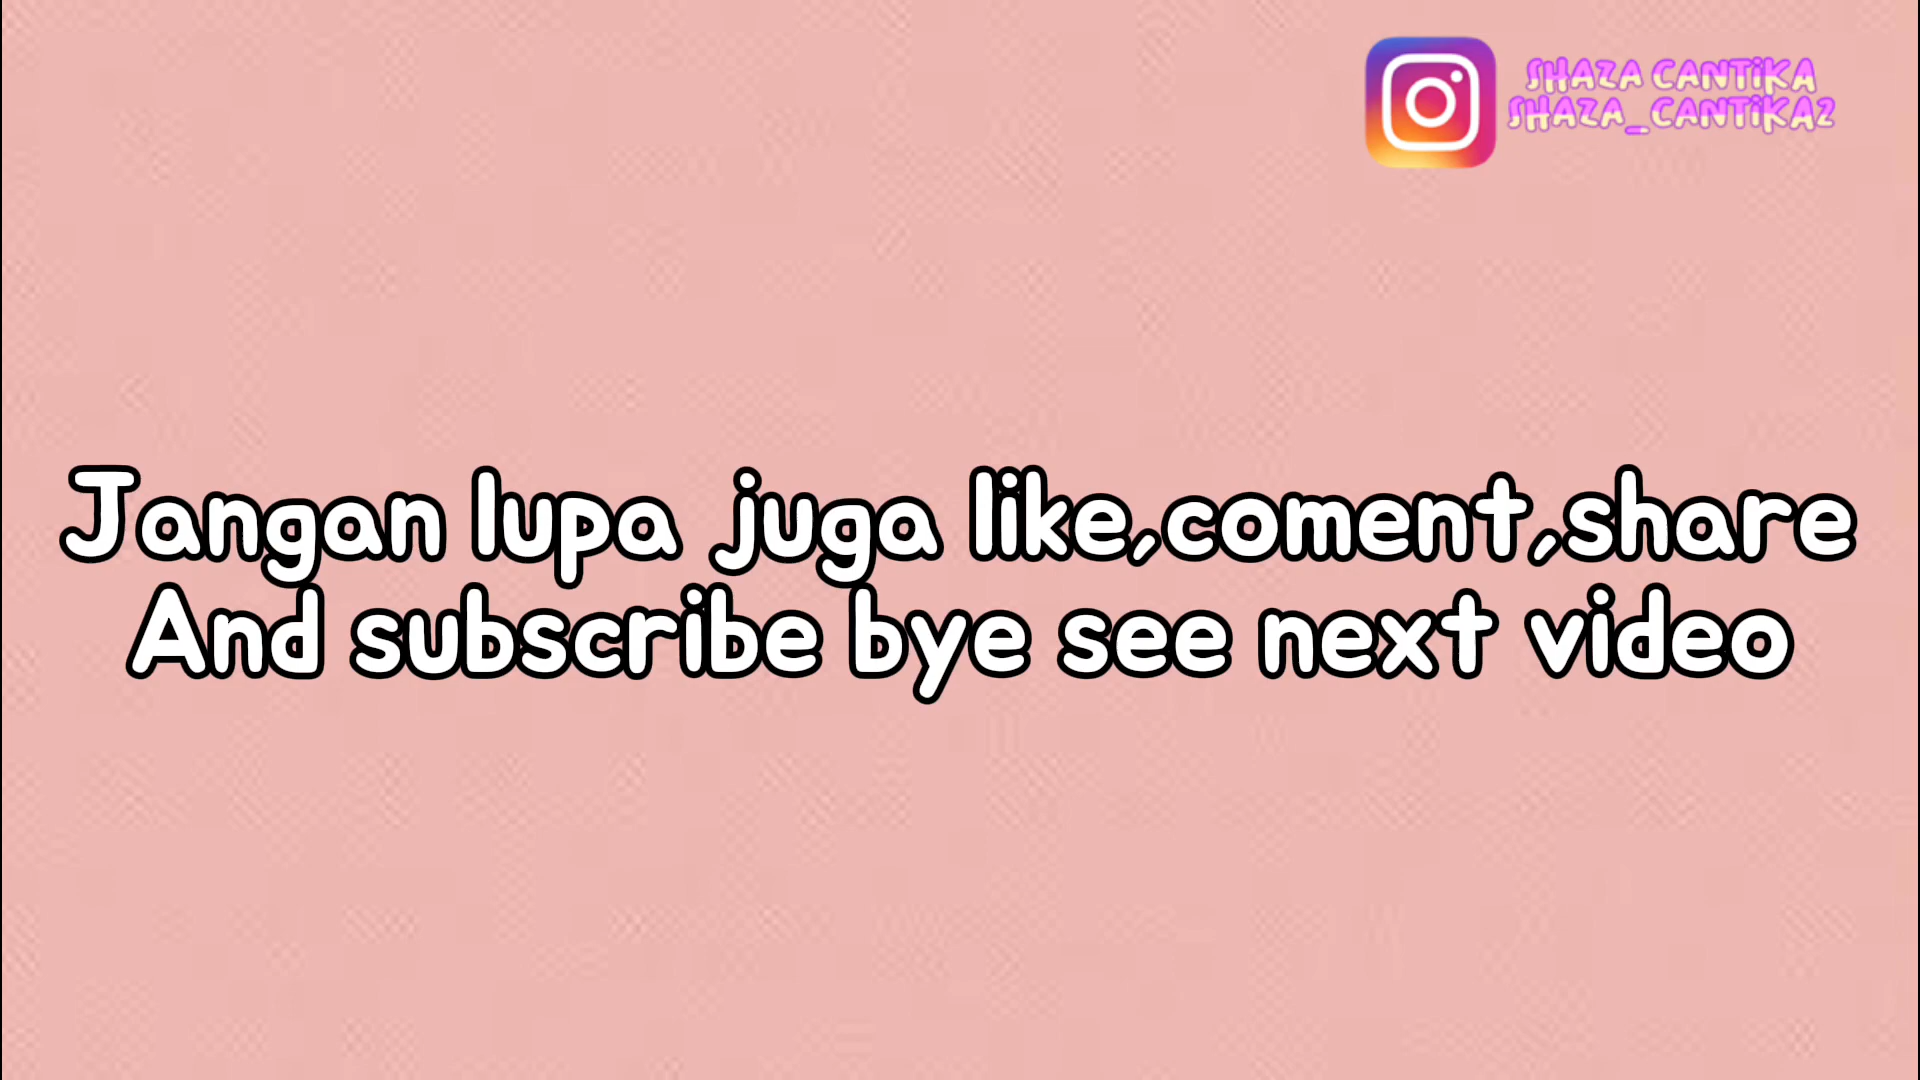 SHAZA CANTiKA
SHAZA_CANTiKA2
Jangan lupa juga like,coment,share
And subscribe bye see next video